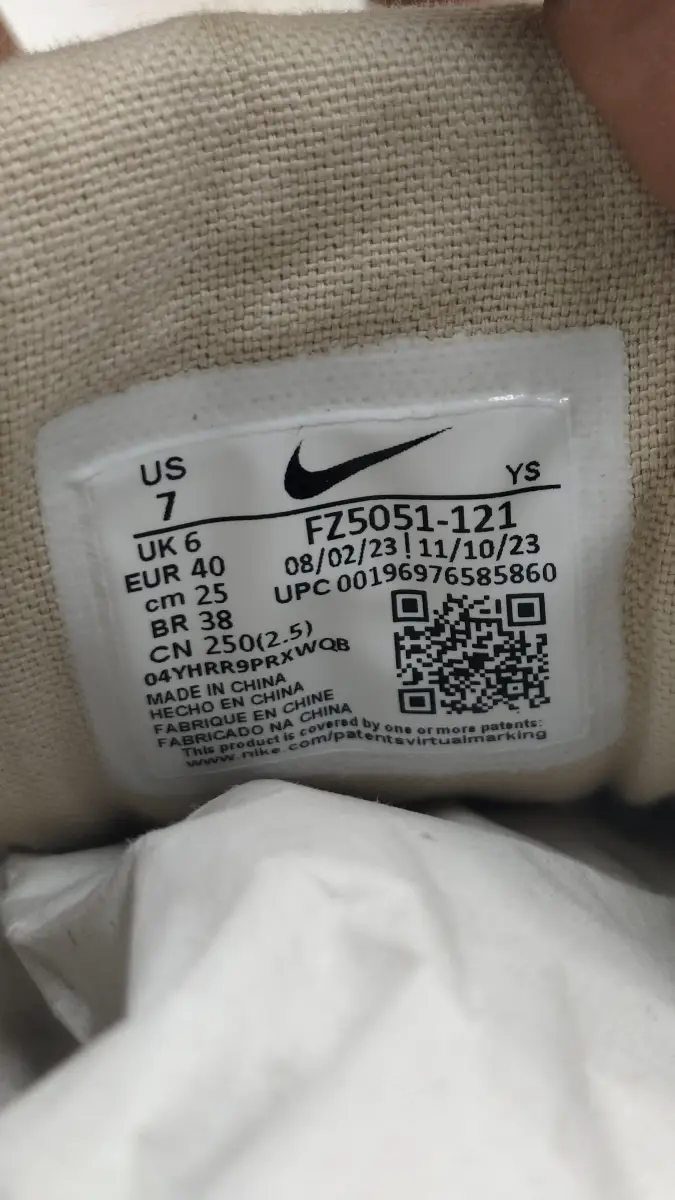 US
7
YS
UK 6
EUR 40
cm 25
BR 38
CN 250(2.5)
FZ5051-121
08/02/23 | 11/10/23
UPC 00196976585860
04YHRR9PRXWQB
MADE IN CHINA
HECHO EN CHINA
FABRIQUE EN CHINE
FABRICADO NA CHINA
This product is covered by one or more patents:
www.nike.com/patentsvirtualmarking